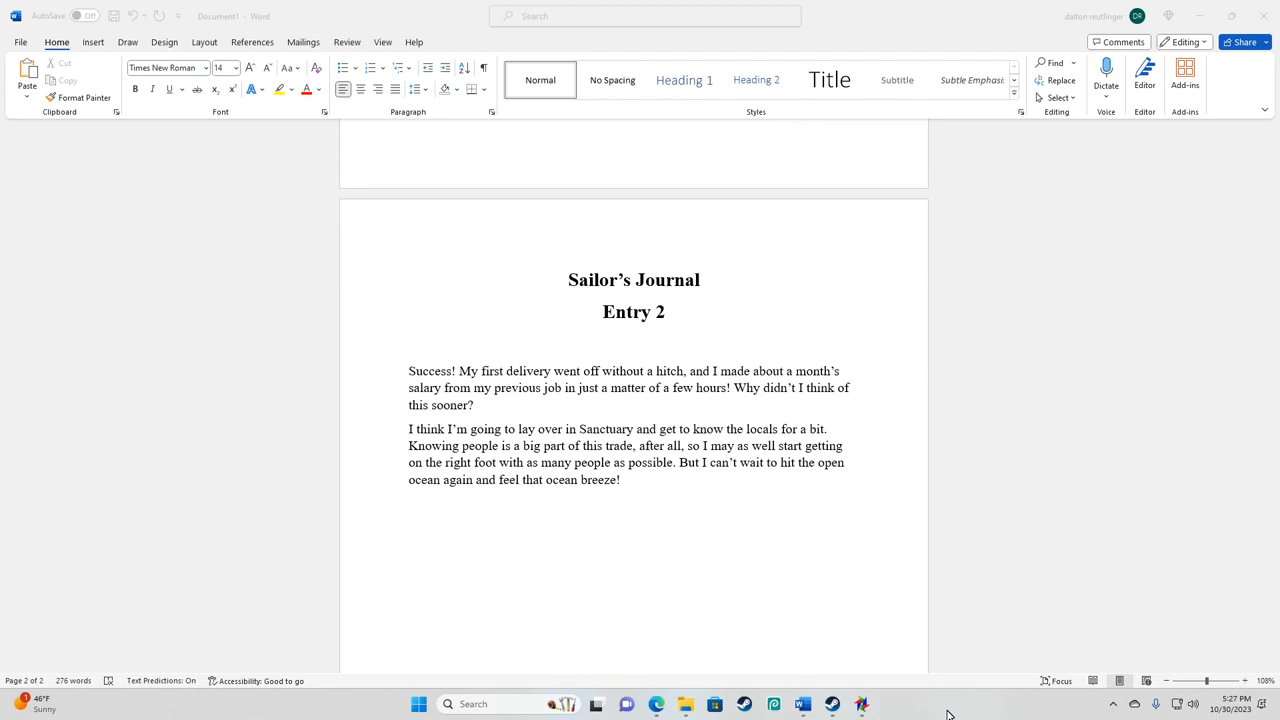 AutoSave Off Document1 - Word Search dalton reutlinger DR
File Home Insert Draw Design Layout References Mailings Review View Help Comments Editing Share
Paste Cut Copy Format Painter Clipboard
Times New Roman 14 Font
Paragraph
Normal No Spacing Heading 1 Heading 2 Title Subtitle Subtle Emphasis Styles
Find Replace Select Editing
Dictate Voice
Editor Editor
Add-ins Add-ins
Sailor’s Journal
Entry 2
Success! My first delivery went off without a hitch, and I made about a month’s
salary from my previous job in just a matter of a few hours! Why didn’t I think of
this sooner?
I think I’m going to lay over in Sanctuary and get to know the locals for a bit.
Knowing people is a big part of this trade, after all, so I may as well start getting
on the right foot with as many people as possible. But I can’t wait to hit the open
ocean again and feel that ocean breeze!
Page 2 of 2 276 words Text Predictions: On Accessibility: Good to go Focus 108%
1 46°F
Sunny
Search
5:27 PM
10/30/2023